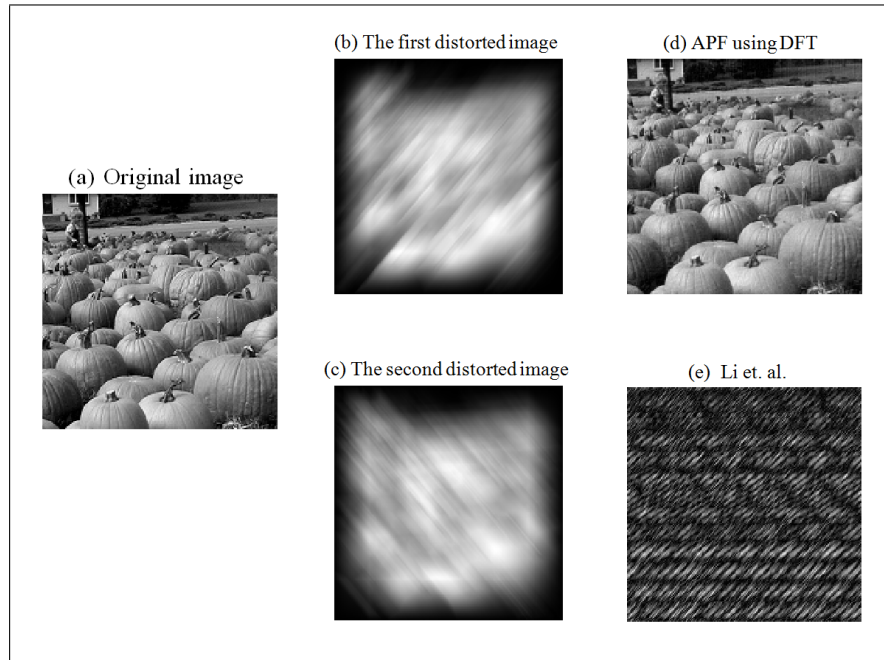 (a) Original image
(b) The first distorted image
(c) The second distorted image
(d) APF using DFT
(e) Li et. al.